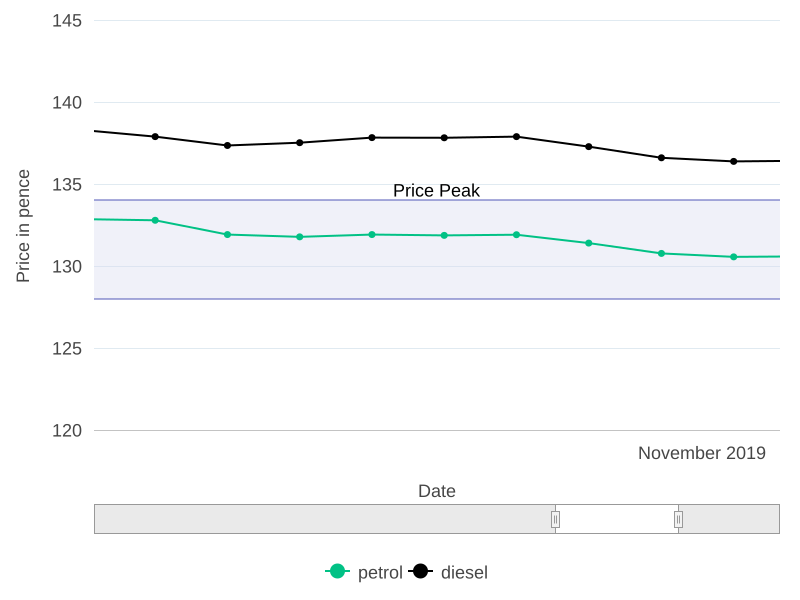 145
140
135
130
125
120
Price in pence
Price Peak
November 2019
Date
petrol
diesel